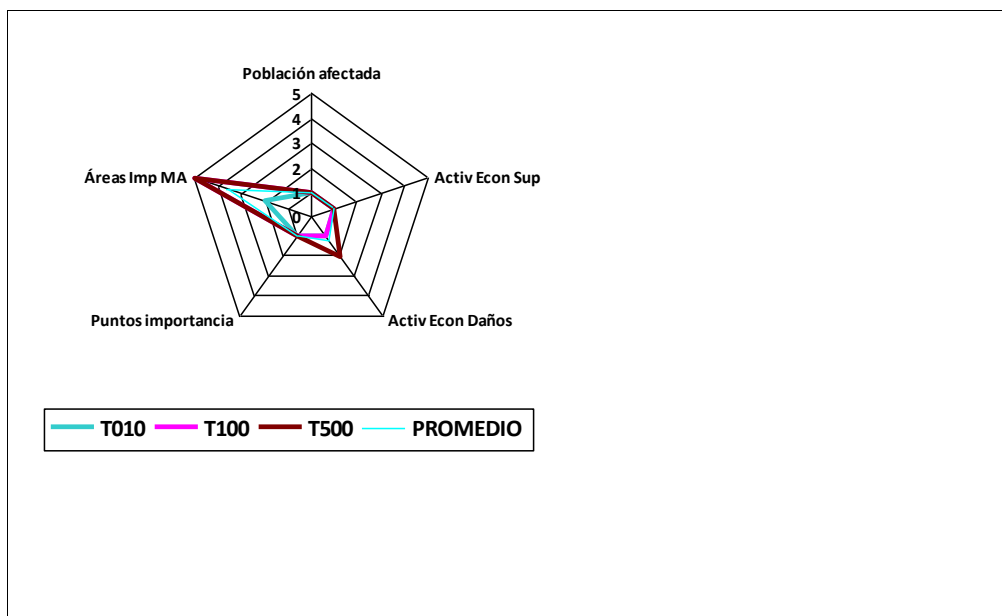 Población afectada
5
4
3
2
1
0
Áreas Imp MA
Activ Econ Sup
Puntos importancia
Activ Econ Daños
T010 T100 T500 PROMEDIO